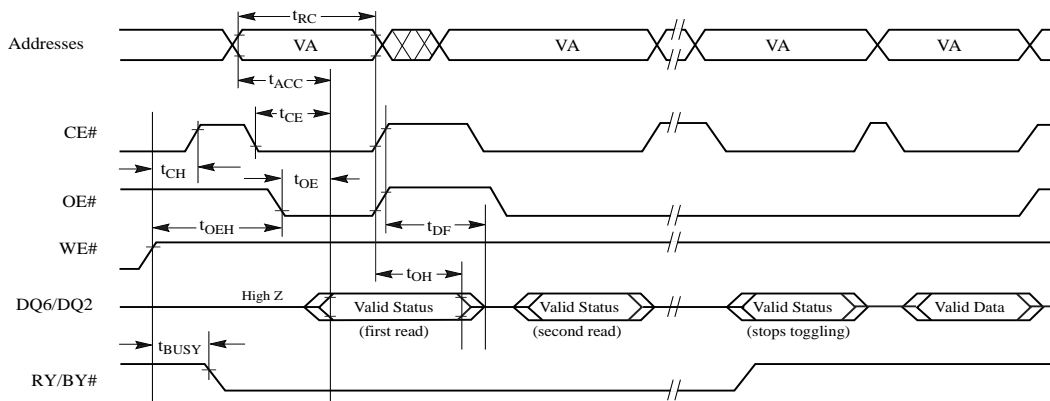 tRC
Addresses VA VA VA VA
tACC
tCE
CE#
tCH tOE
OE#
tOEH tDF
WE#
tOH
High Z
DQ6/DQ2 Valid Status Valid Status Valid Status Valid Data
(first read) (second read) (stops toggling)
tBUSY
RY/BY#